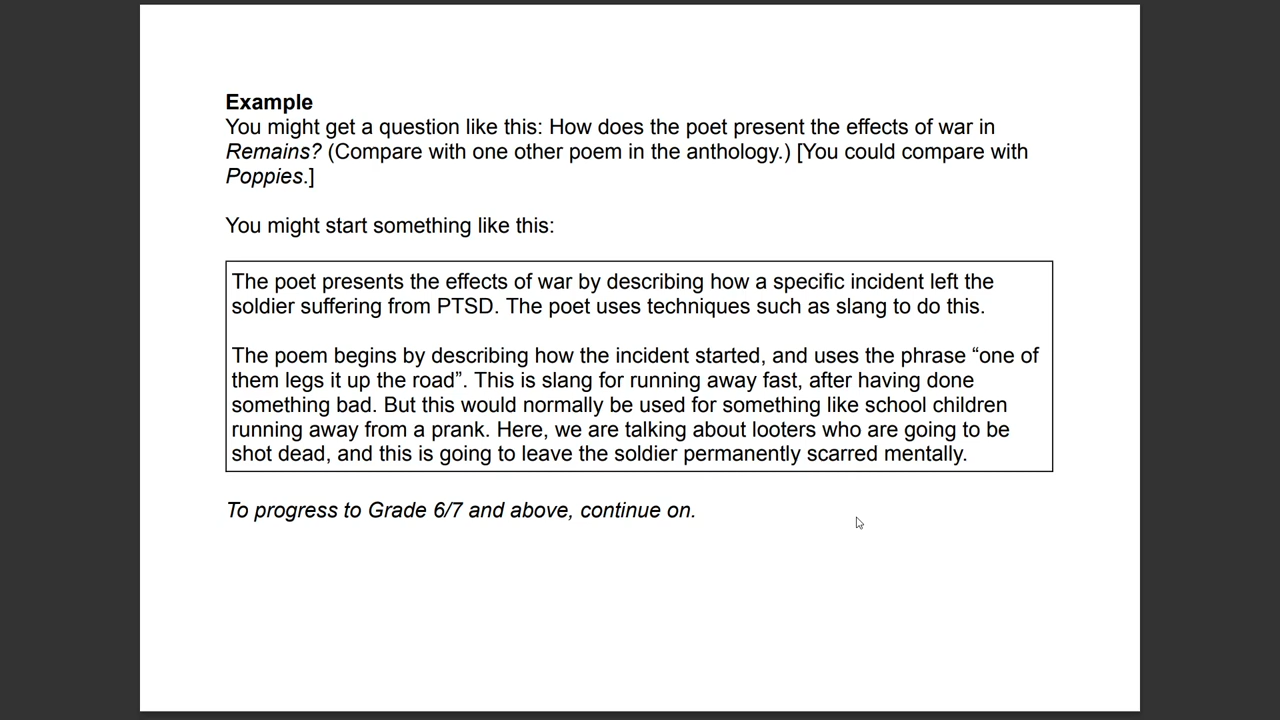 Example
You might get a question like this: How does the poet present the effects of war in
Remains? (Compare with one other poem in the anthology.) [You could compare with
Poppies.]
You might start something like this:
The poet presents the effects of war by describing how a specific incident left the
soldier suffering from PTSD. The poet uses techniques such as slang to do this.
The poem begins by describing how the incident started, and uses the phrase “one of
them legs it up the road”. This is slang for running away fast, after having done
something bad. But this would normally be used for something like school children
running away from a prank. Here, we are talking about looters who are going to be
shot dead, and this is going to leave the soldier permanently scarred mentally.
To progress to Grade 6/7 and above, continue on.